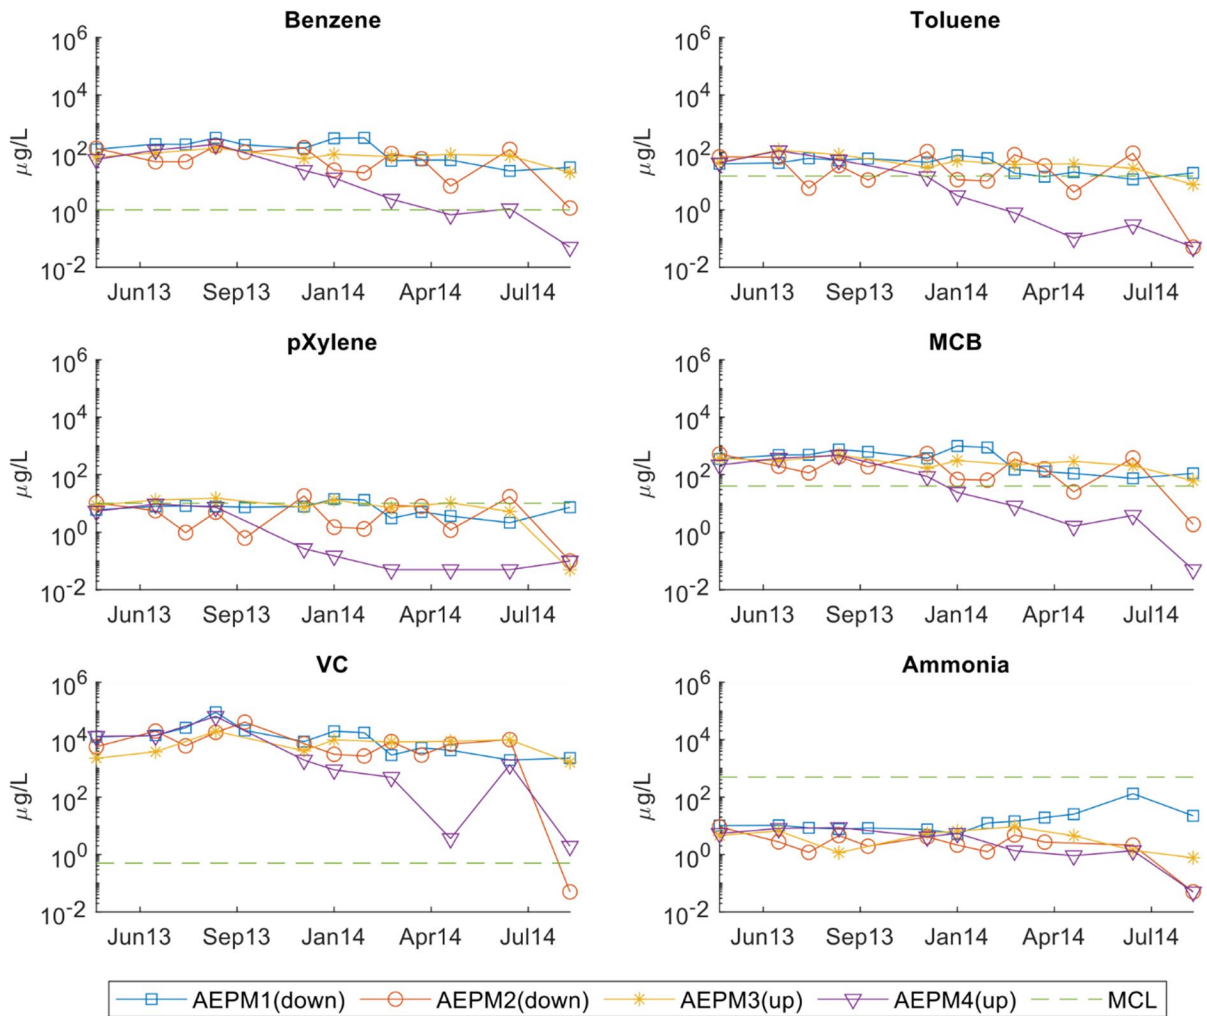 Benzene
Toluene
10^6
10^4
10^2
10^0
10^-2
μg/L
Jun13 Sep13 Jan14 Apr14 Jul14
10^6
10^4
10^2
10^0
10^-2
μg/L
Jun13 Sep13 Jan14 Apr14 Jul14
pXylene
MCB
10^6
10^4
10^2
10^0
10^-2
μg/L
Jun13 Sep13 Jan14 Apr14 Jul14
10^6
10^4
10^2
10^0
10^-2
μg/L
Jun13 Sep13 Jan14 Apr14 Jul14
VC
Ammonia
10^6
10^4
10^2
10^0
10^-2
μg/L
Jun13 Sep13 Jan14 Apr14 Jul14
10^6
10^4
10^2
10^0
10^-2
μg/L
Jun13 Sep13 Jan14 Apr14 Jul14
AEPM1(down) AEPM2(down) AEPM3(up) AEPM4(up) MCL